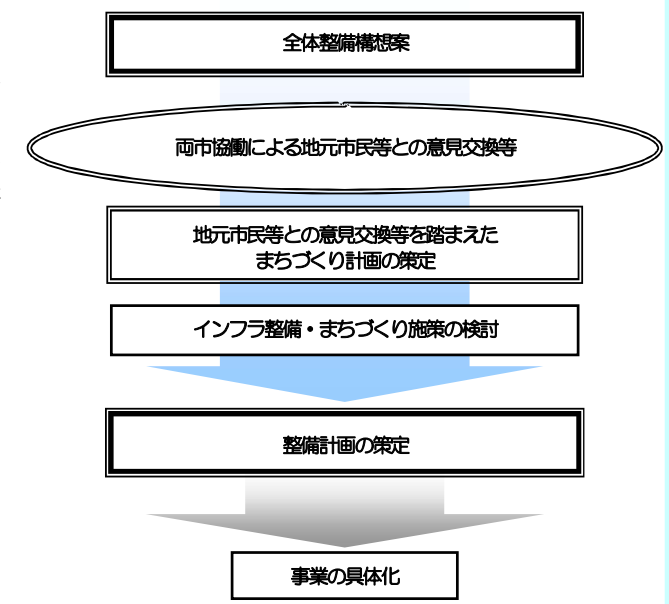 全体整備構想案
両市協働による地元市民等との意見交換等
地元市民等との意見交換等を踏まえた
まちづくり計画の策定
インフラ整備・まちづくり施策の検討
整備計画の策定
事業の具体化